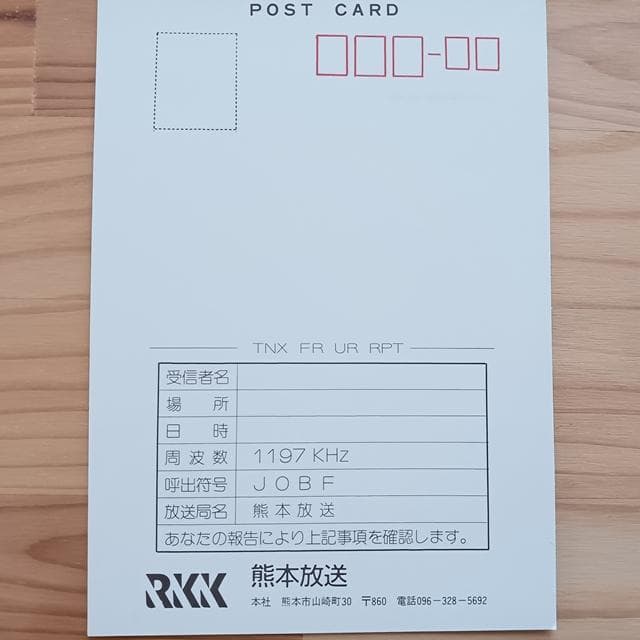 POST CARD
TNX FR UR RPT
受信者名
場 所
日 時
周波数 1197 KHz
呼出符号 JOBF
放送局名 熊本放送
あなたの報告により上記事項を確認します。
RKK 熊本放送
本社 熊本市山崎町30 〒860 電話096-328-5692